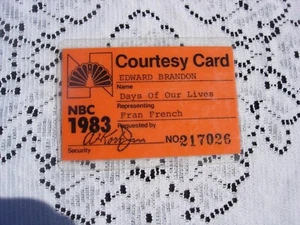 Courtesy Card
EDWARD BRANDON
Name
Days Of Our Lives
Representing
Fran French
Requested by
NBC
1983
NO.217026
Security